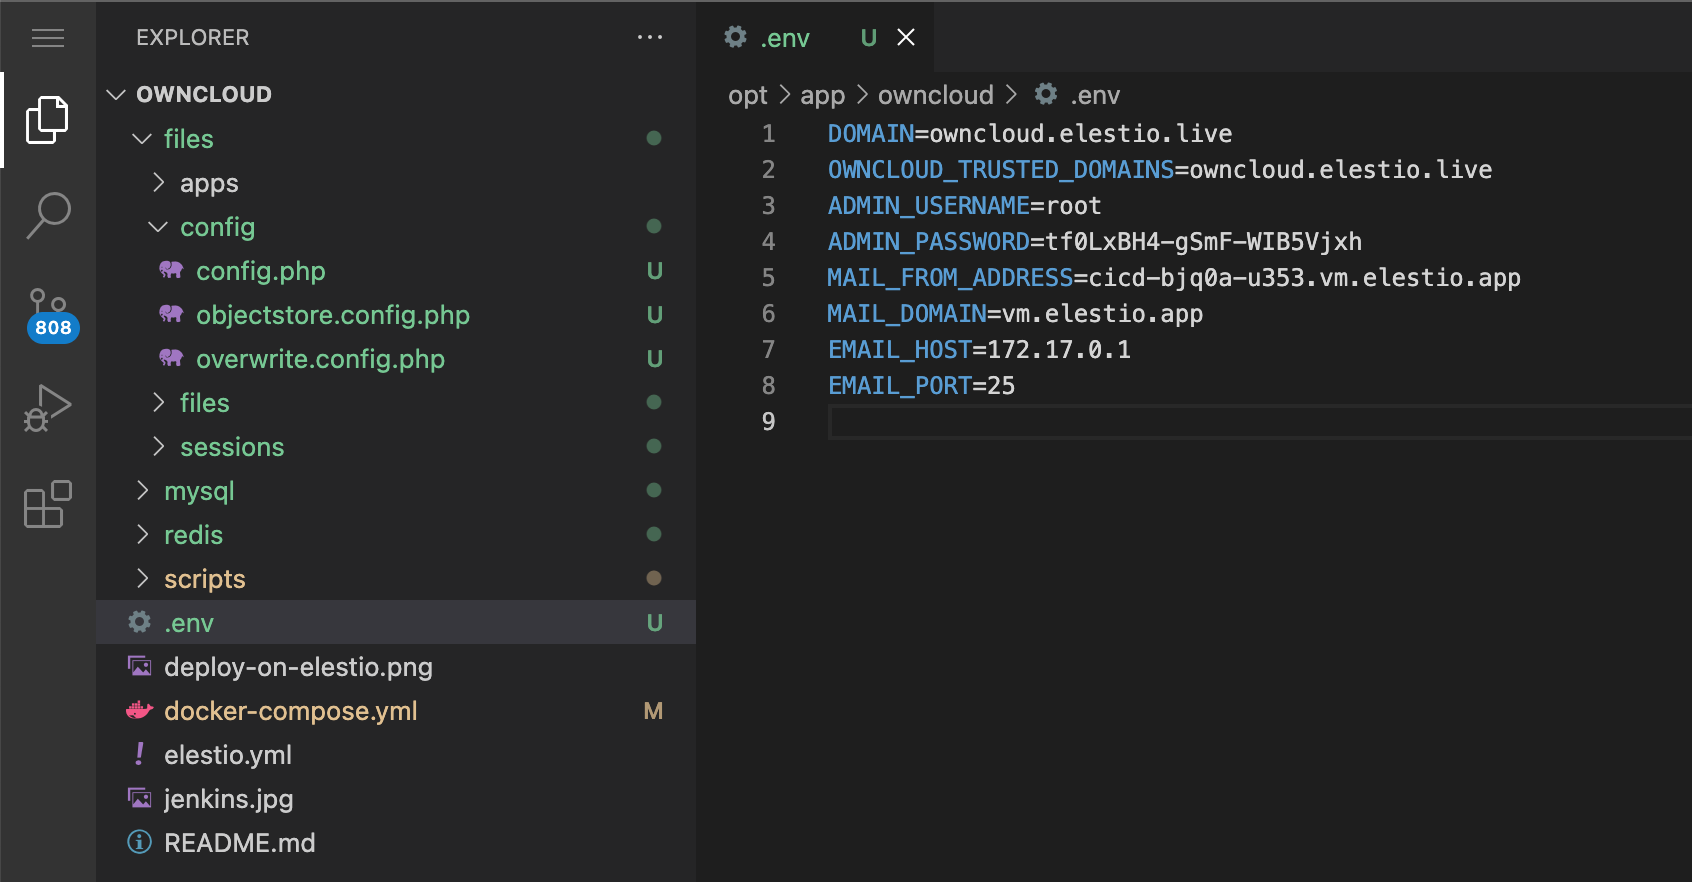 EXPLORER
OWNCLOUD
files
apps
config
config.php U
objectstore.config.php U
overwrite.config.php U
files
sessions
mysql
redis
scripts
.env U
deploy-on-elestio.png
docker-compose.yml M
elestio.yml
jenkins.jpg
README.md
808
.env U
opt > app > owncloud > .env
1 DOMAIN=owncloud.elestio.live
2 OWNCLOUD_TRUSTED_DOMAINS=owncloud.elestio.live
3 ADMIN_USERNAME=root
4 ADMIN_PASSWORD=tf0LxBH4-gSmF-WIB5Vjxh
5 MAIL_FROM_ADDRESS=cicd-bjq0a-u353.vm.elestio.app
6 MAIL_DOMAIN=vm.elestio.app
7 EMAIL_HOST=172.17.0.1
8 EMAIL_PORT=25
9